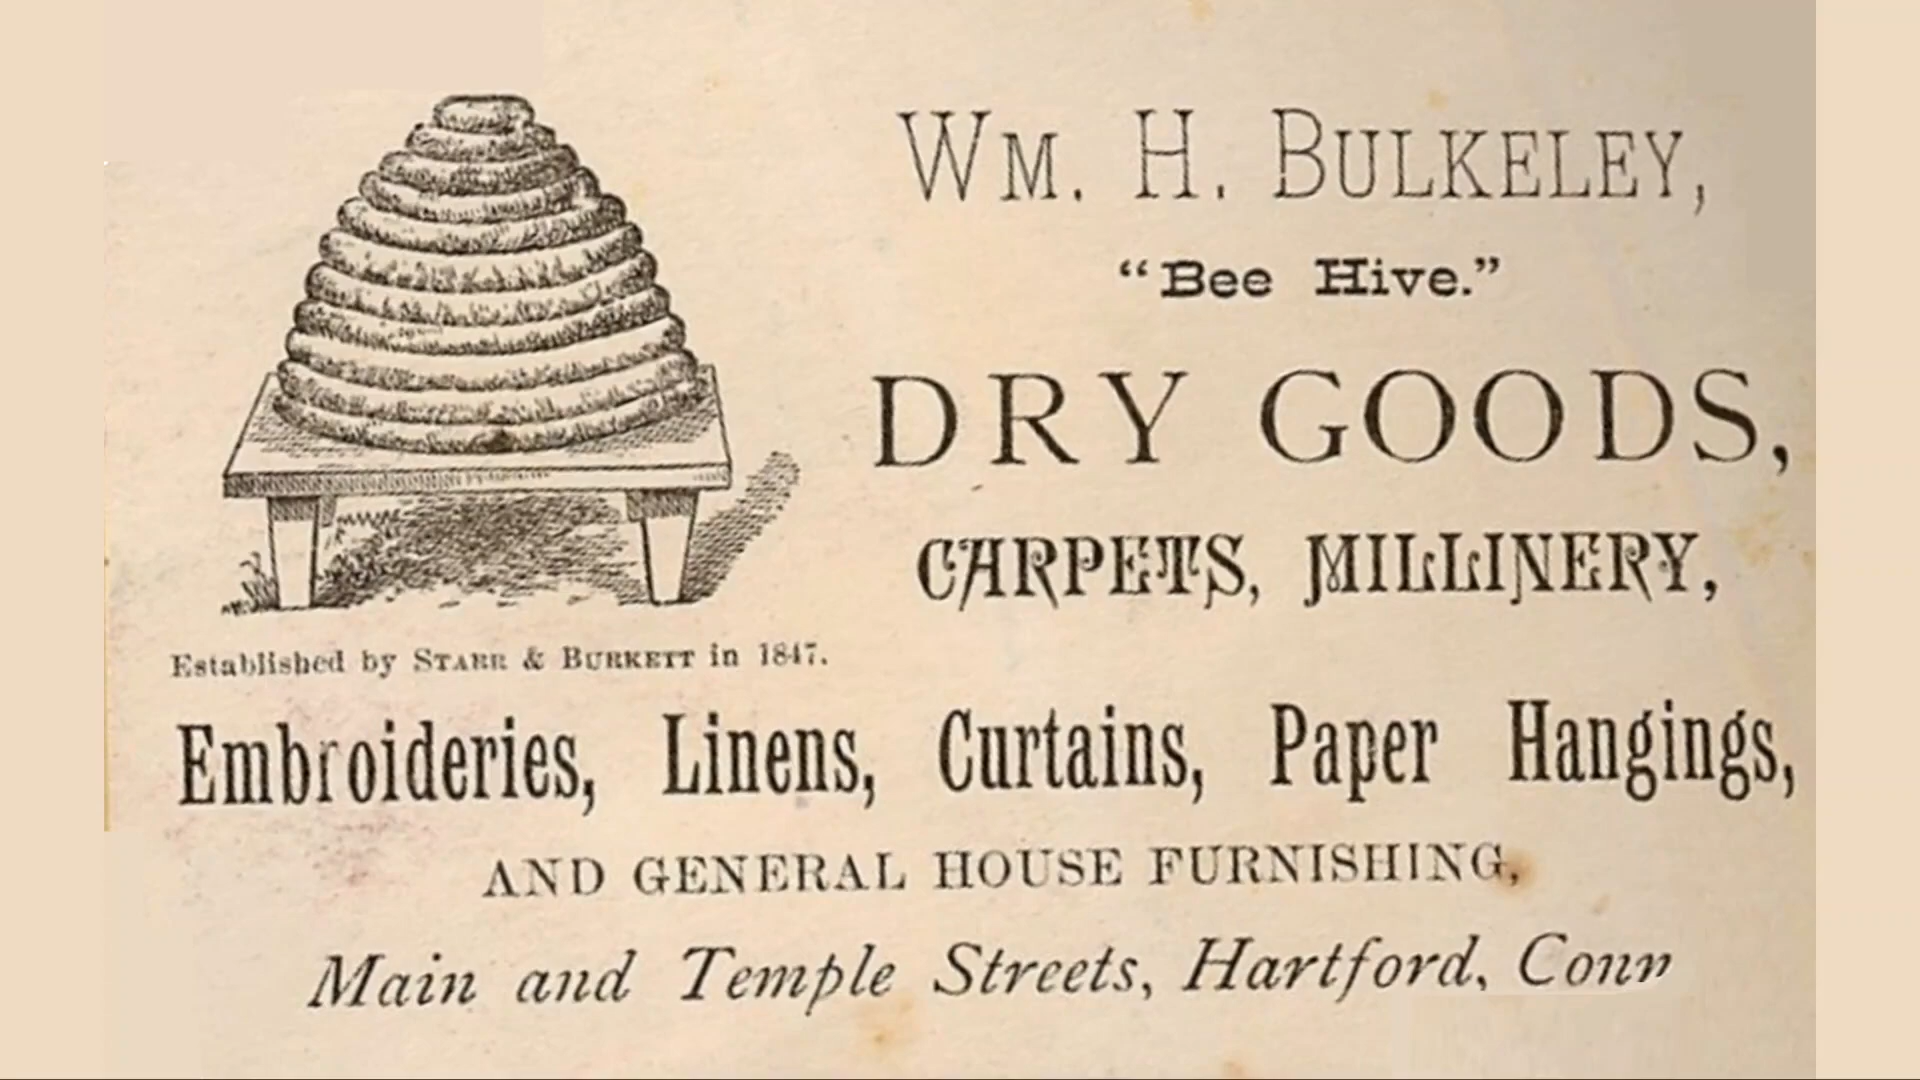 WM. H. BULKELEY,
"Bee Hive."
DRY GOODS,
CARPETS, MILLINERY,
Established by STARR & BURKETT in 1847.
Embroideries, Linens, Curtains, Paper Hangings,
AND GENERAL HOUSE FURNISHING,
Main and Temple Streets, Hartford, Conn